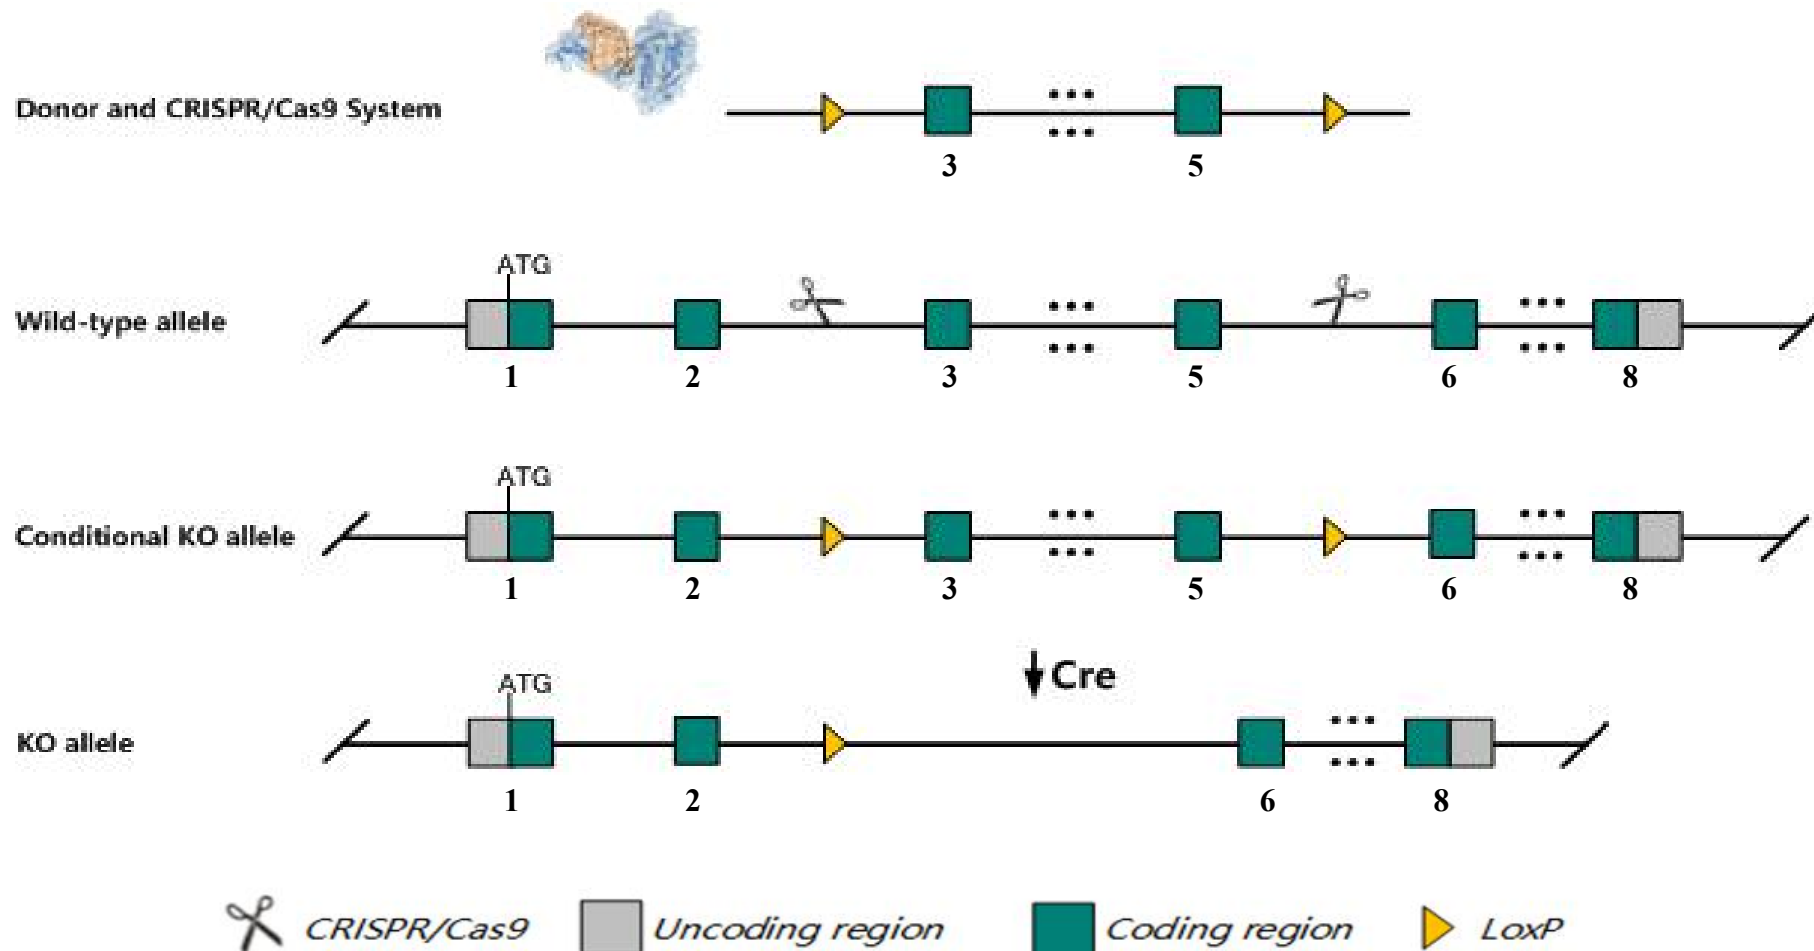 Donor and CRISPR/Cas9 System
... 
...
3 5
ATG
Wild-type allele
... ...
... ...
1 2 3 5 6 8
ATG
Conditional KO allele
... ...
... ...
1 2 3 5 6 8
Cre
ATG
KO allele
...
...
1 2 6 8
CRISPR/Cas9 Uncoding region Coding region LoxP